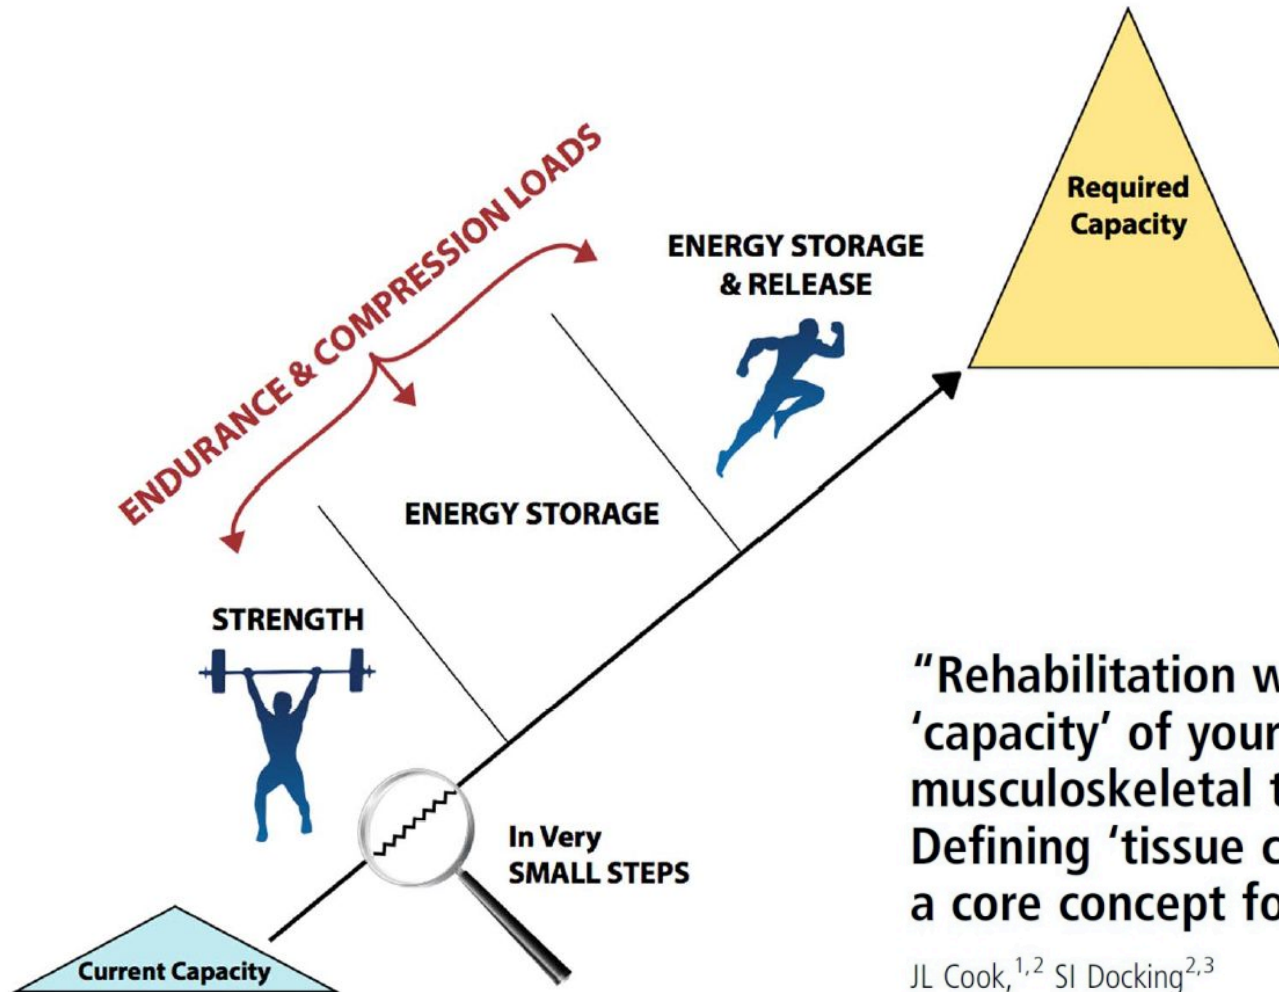 Required
Capacity
ENERGY STORAGE
& RELEASE
ENDURANCE & COMPRESSION LOADS
ENERGY STORAGE
STRENGTH
In Very
SMALL STEPS
Current Capacity
“Rehabilitation
‘capacity’ of your
musculoskeletal
Defining ‘tissue
a core concept
JL Cook,1,2 SI Docking2,3